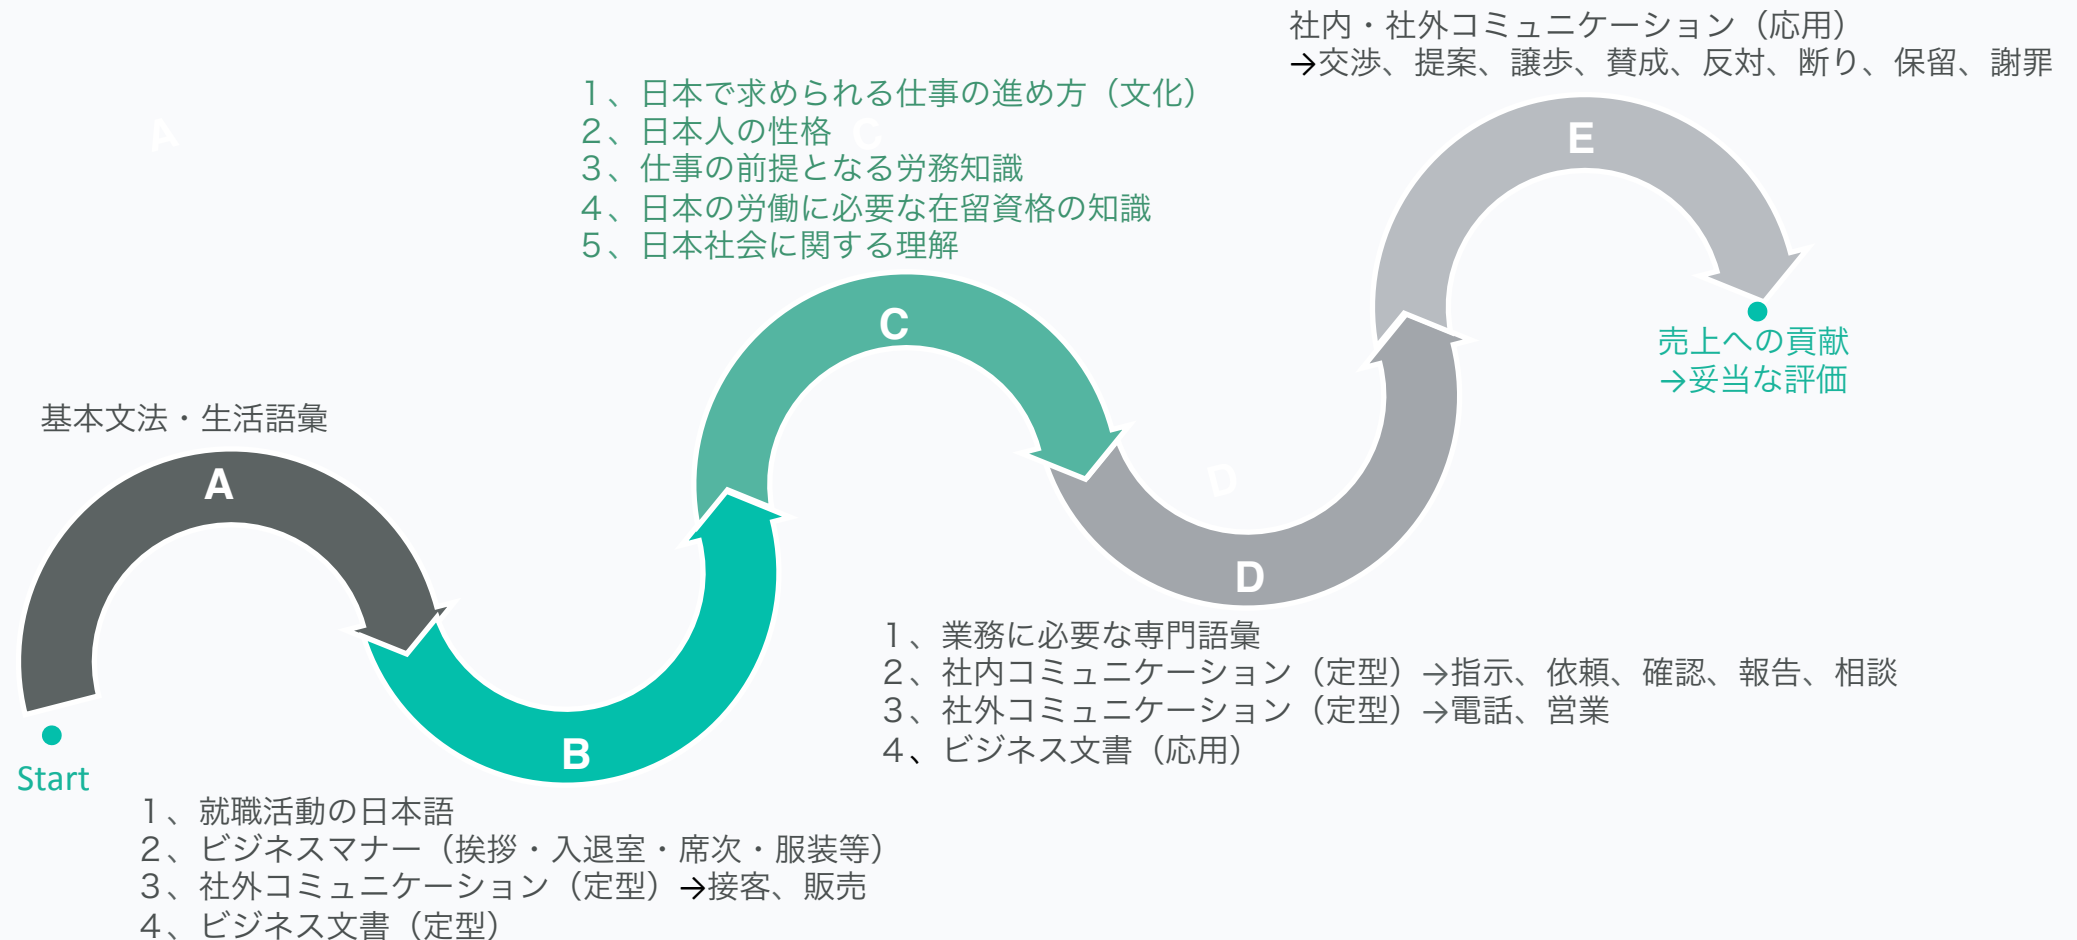 基本文法・生活語彙
A
Start
B
１、就職活動の日本語
２、ビジネスマナー（挨拶・入退室・席次・服装等）
３、社外コミュニケーション（定型）→接客、販売
４、ビジネス文書（定型）
１、日本で求められる仕事の進め方（文化）
２、日本人の性格
３、仕事の前提となる労務知識
４、日本の労働に必要な在留資格の知識
５、日本社会に関する理解
C
D
１、業務に必要な専門語彙
２、社内コミュニケーション（定型）→指示、依頼、確認、報告、相談
３、社外コミュニケーション（定型）→電話、営業
４、ビジネス文書（応用）
社内・社外コミュニケーション（応用）
→交渉、提案、譲歩、賛成、反対、断り、保留、謝罪
E
売上への貢献
→妥当な評価
A
C
D